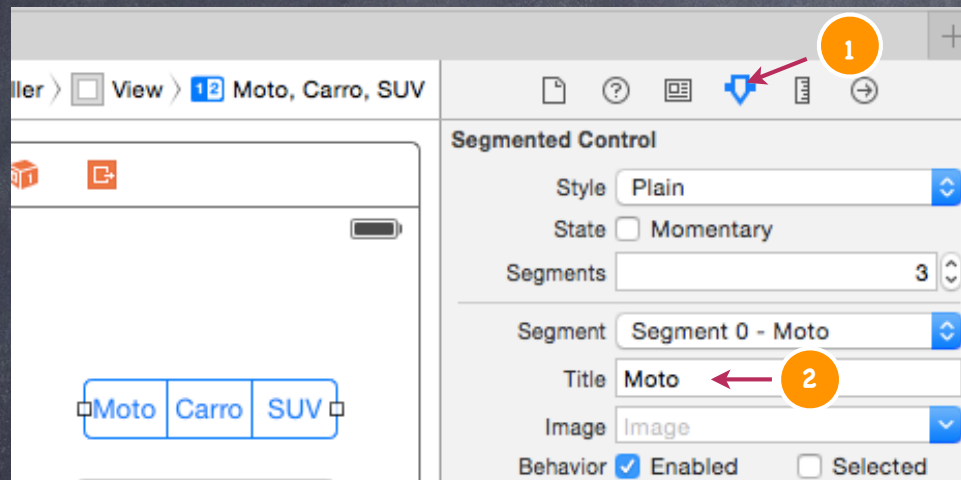 1
ller 〉 View 〉 12 Moto, Carro, SUV
Segmented Control
Style Plain
State Momentary
Segments 3
Segment Segment 0 - Moto
Title Moto 2
Moto Carro SUV
Image Image
Behavior Enabled Selected